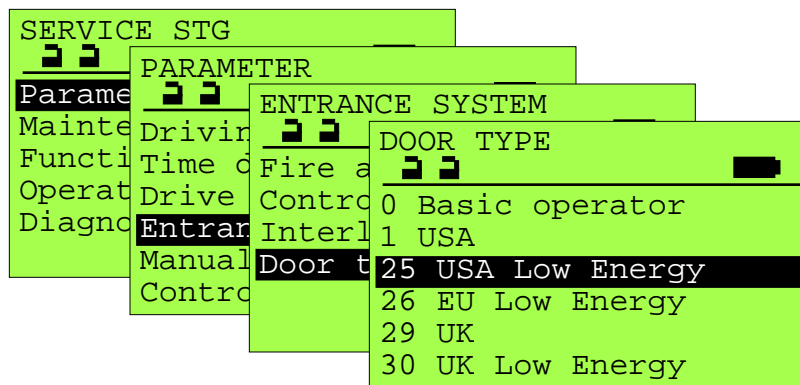 SERVICE STG
Parame
Mainte
Functi
Operat
Diagno
PARAMETER
Drivin
Time d
Drive
Entran
Manual
Contro
ENTRANCE SYSTEM
Fire a
Contro
Interl
Door t
DOOR TYPE
0 Basic operator
1 USA
25 USA Low Energy
26 EU Low Energy
29 UK
30 UK Low Energy